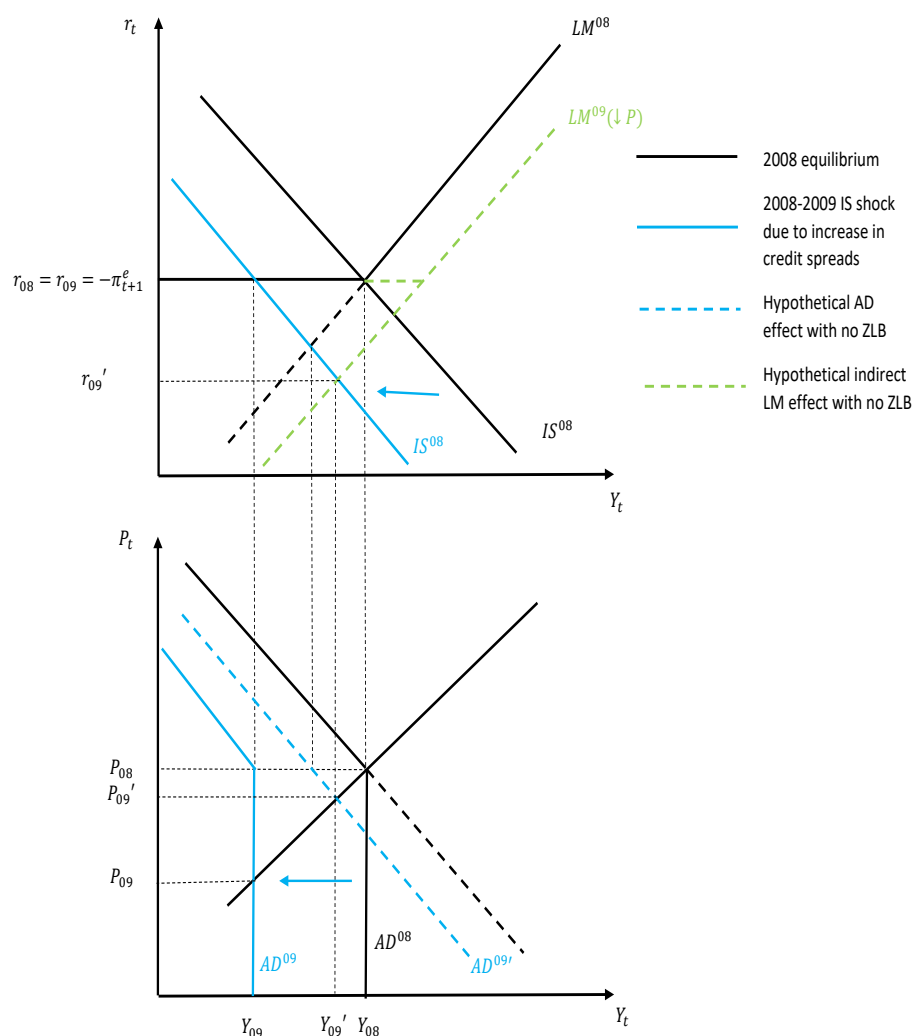 r_t
LM^08
LM^09(↓ P)
2008 equilibrium
2008-2009 IS shock
due to increase in
credit spreads
r_08 = r_09 = −π^e_{t+1}
Hypothetical AD
effect with no ZLB
r_09′
Hypothetical indirect
LM effect with no ZLB
IS^08
IS^08
Y_t
P_t
P_08
P_09′
P_09
AD^08
AD^09
AD^09′
Y_09
Y_09′
Y_08
Y_t